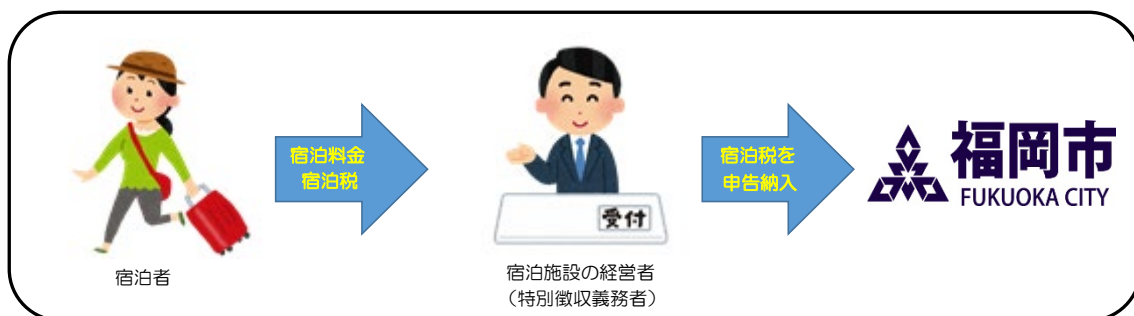 宿泊料金
宿泊税
宿泊税を
申告納入
福岡市
FUKUOKA CITY
受付
宿泊者
宿泊施設の経営者
（特別徴収義務者）